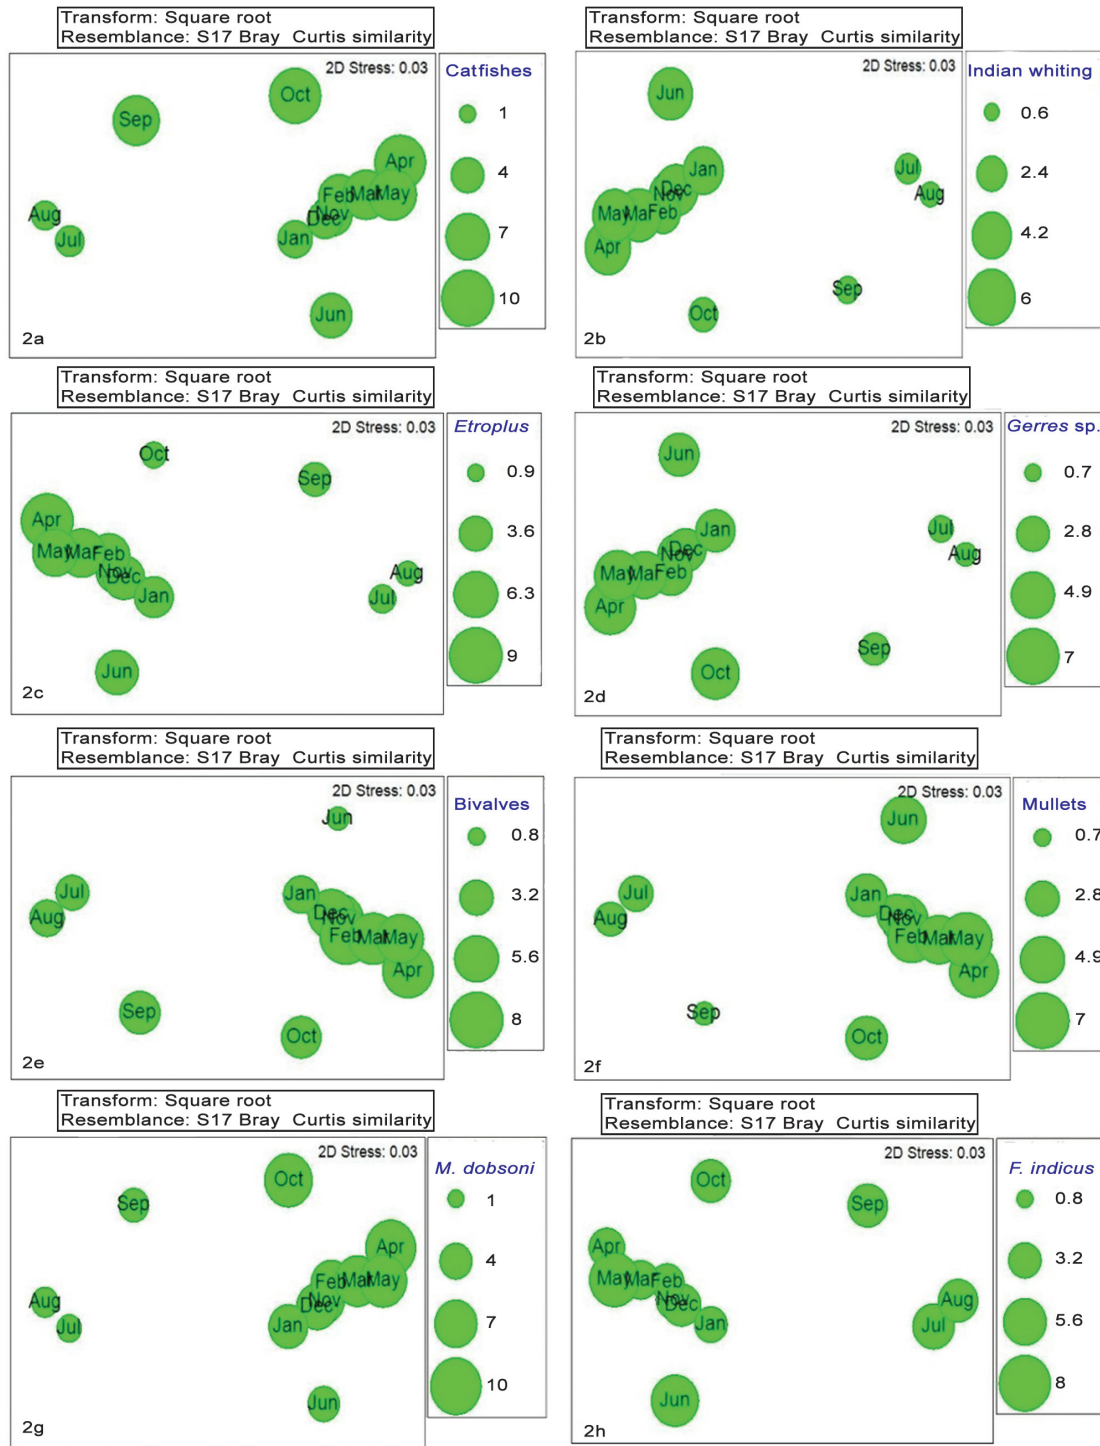 Transform: Square root
Resemblance: S17 Bray Curtis similarity
2D Stress: 0.03
Catfishes
1
4
7
10
Oct
Sep
Apr
Feb
Mar
May
Nov
Dec
Aug
Jul
Jan
Jun
2a
Transform: Square root
Resemblance: S17 Bray Curtis similarity
2D Stress: 0.03
Indian whiting
0.6
2.4
4.2
6
Jun
Jan
Jul
Dec
Nov
Aug
May
Mar
Feb
Apr
Sep
Oct
2b
Transform: Square root
Resemblance: S17 Bray Curtis similarity
2D Stress: 0.03
Etroplus
0.9
3.6
6.3
9
Oct
Sep
Apr
May
Mar
Feb
Nov
Dec
Aug
Jan
Jul
Jun
2c
Transform: Square root
Resemblance: S17 Bray Curtis similarity
2D Stress: 0.03
Gerres sp.
0.7
2.8
4.9
7
Jun
Jan
Jul
Dec
Nov
Aug
May
Mar
Feb
Apr
Sep
Oct
2d
Transform: Square root
Resemblance: S17 Bray Curtis similarity
2D Stress: 0.03
Bivalves
0.8
3.2
5.6
8
Jun
Jul
Jan
Aug
Dec
Nov
Feb
Mar
May
Apr
Sep
Oct
2e
Transform: Square root
Resemblance: S17 Bray Curtis similarity
2D Stress: 0.03
Mullets
0.7
2.8
4.9
7
Jun
Jul
Jan
Aug
Dec
Nov
Feb
Mar
May
Apr
Sep
Oct
2f
Transform: Square root
Resemblance: S17 Bray Curtis similarity
2D Stress: 0.03
M. dobsoni
1
4
7
10
Oct
Sep
Apr
Feb
Mar
May
Nov
Dec
Aug
Jul
Jan
Jun
2g
Transform: Square root
Resemblance: S17 Bray Curtis similarity
2D Stress: 0.03
F. indicus
0.8
3.2
5.6
8
Oct
Sep
Apr
May
Mar
Feb
Nov
Dec
Aug
Jan
Jul
Jun
2h